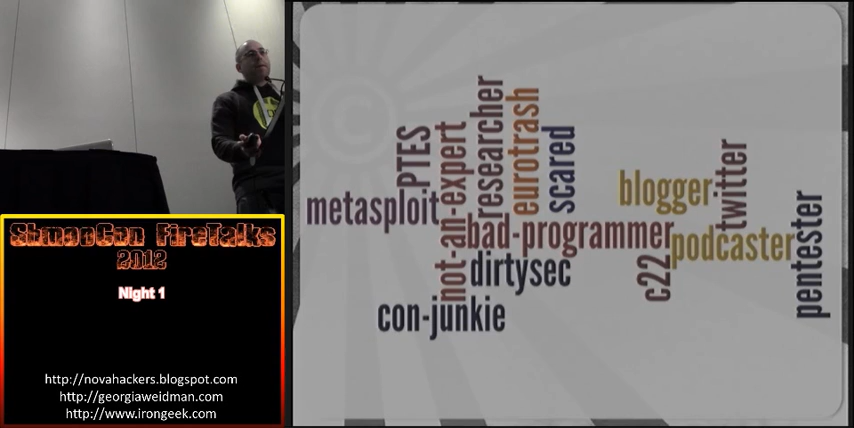 ShmooCon FireTalks
2012
Night 1
http://novahackers.blogspot.com
http://georgiaweidman.com
http://www.irongeek.com
metasploit
PTES
not-an-expert
researcher
eurotrash
scared
bad-programmer
dirtysec
con-junkie
blogger
twitter
podcaster
c22
pentester